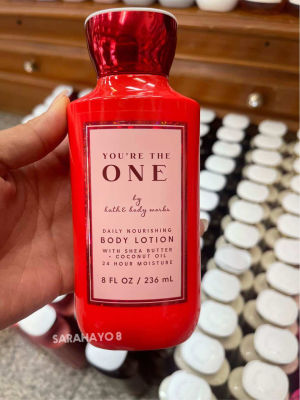 YOU'RE THE
ONE
by
bath & body works
DAILY NOURISHING
BODY LOTION
WITH SHEA BUTTER
+ COCONUT OIL
24 HOUR MOISTURE
8 FL OZ / 236 mL
SARAHAYO8